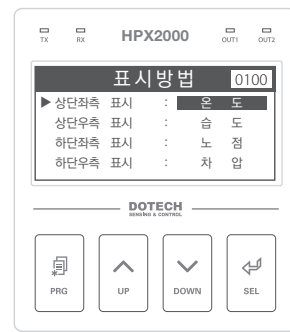 TX RX HPX2000 OUT1 OUT2
표시방법 0100
▶ 상단좌측 표시 : 온 도
상단우측 표시 : 습 도
하단좌측 표시 : 노 점
하단우측 표시 : 차 압
DOTECH
SENSING & CONTROL
PRG UP DOWN SEL